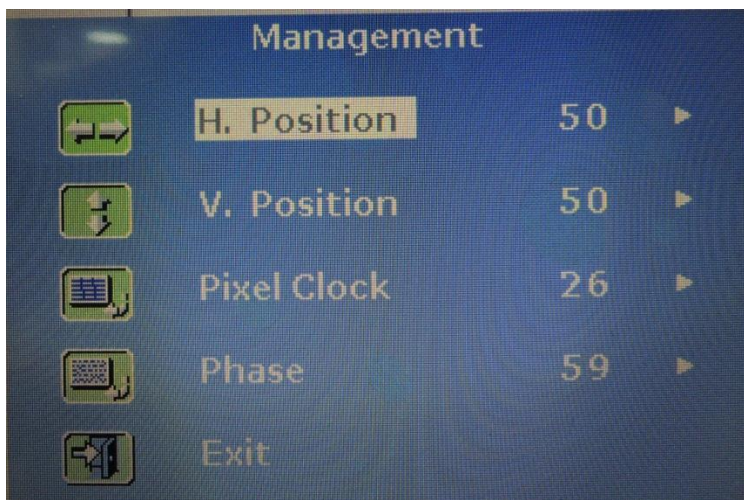 Management
H. Position 50
V. Position 50
Pixel Clock 26
Phase 59
Exit